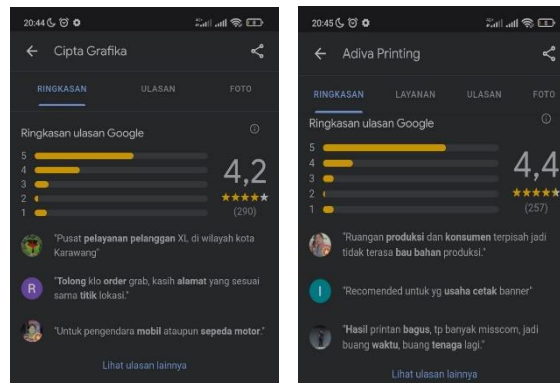 20:44
Cipta Grafika
RINGKASAN ULASAN FOTO
Ringkasan ulasan Google
5
4
3
2
1
4,2
(290)
"Pusat pelayanan pelanggan XL di wilayah kota
Karawang"
R
"Tolong klo order grab, kasih alamat yang sesuai
sama titik lokasi."
"Untuk pengendara mobil ataupun sepeda motor."
Lihat ulasan lainnya
20:45
Adiva Printing
RINGKASAN LAYANAN ULASAN FOTO
Ringkasan ulasan Google
5
4
3
2
1
4,4
(257)
"Ruangan produksi dan konsumen terpisah jadi
tidak terasa bau bahan produksi."
I
"Recomended untuk yg usaha cetak banner"
"Hasil printan bagus, tp banyak misscom, jadi
buang waktu, buang tenaga lagi."
Lihat ulasan lainnya